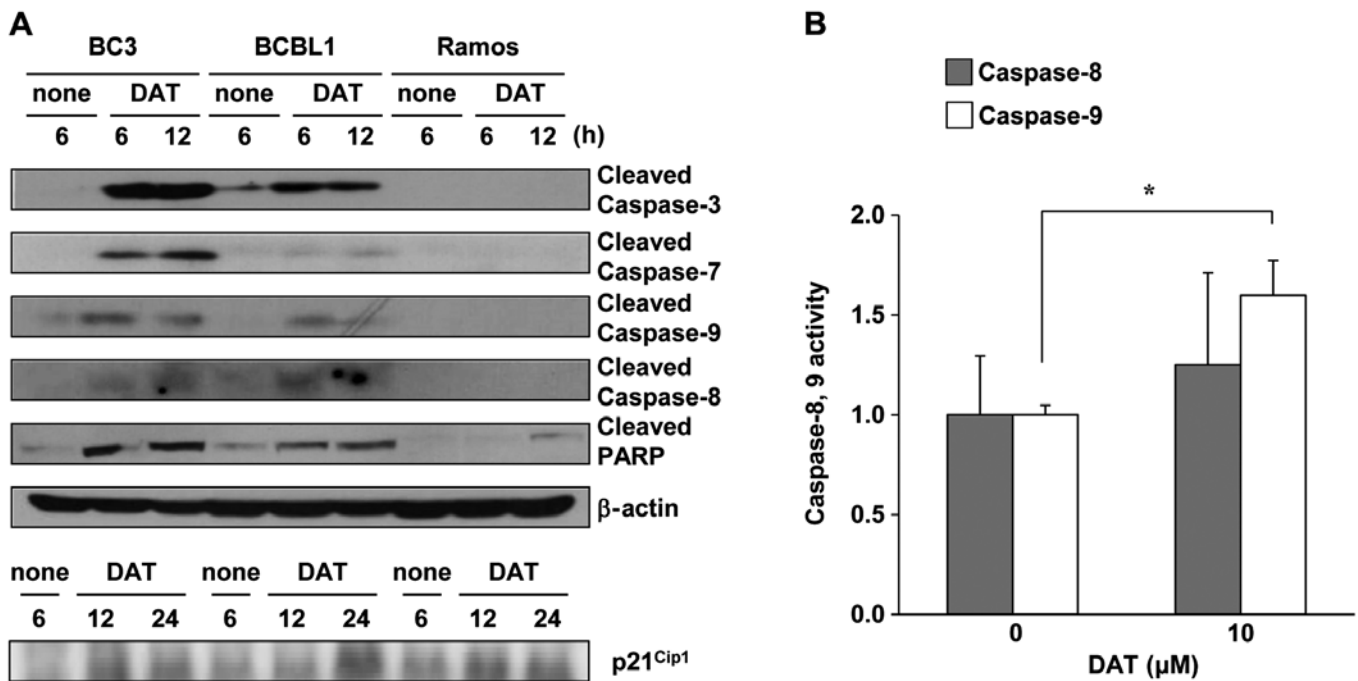 A
BC3 BCBL1 Ramos
none DAT none DAT none DAT
6 6 12 6 6 12 6 6 12 (h)
Cleaved
Caspase-3
Cleaved
Caspase-7
Cleaved
Caspase-9
Cleaved
Caspase-8
Cleaved
PARP
β-actin
none DAT none DAT none DAT
6 12 24 6 12 24 6 12 24
p21Cip1
B
Caspase-8
Caspase-9
*
2.0
1.5
1.0
0.5
0.0
Caspase-8, 9 activity
0 10
DAT (μM)